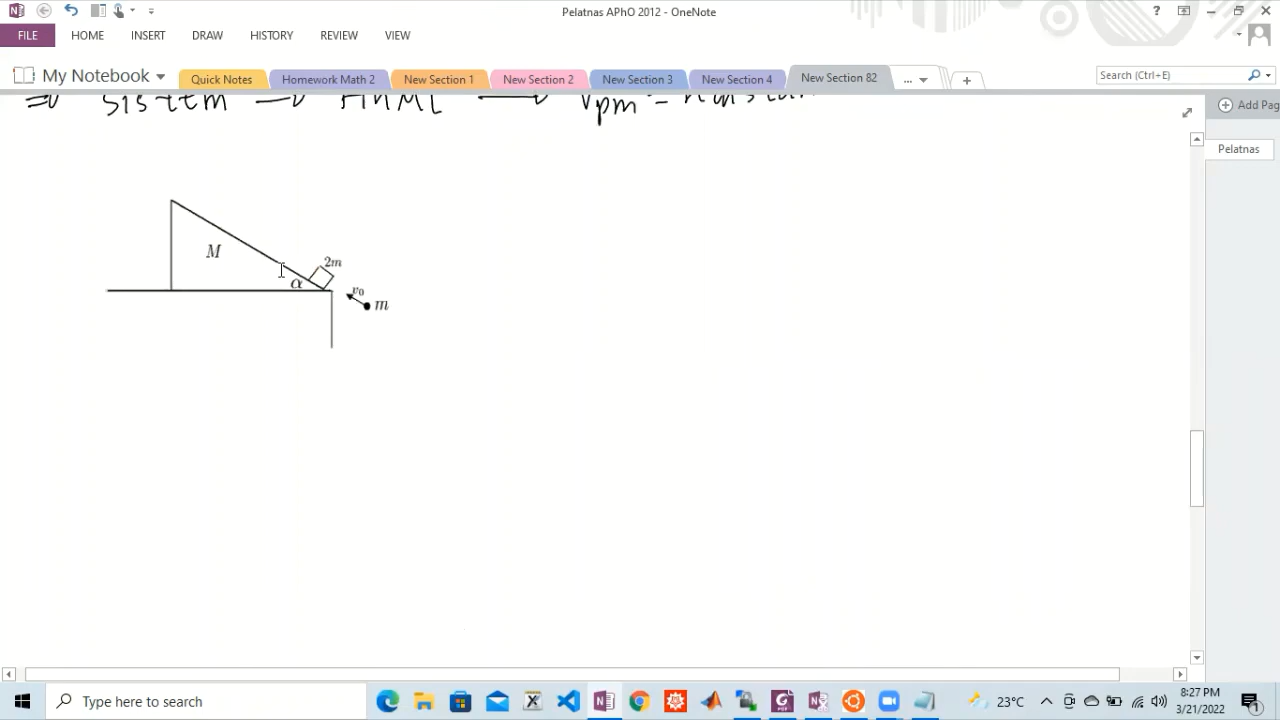 Pelatnas APhO 2012 - OneNote
FILE HOME INSERT DRAW HISTORY REVIEW VIEW
My Notebook Quick Notes Homework Math 2 New Section 1 New Section 2 New Section 3 New Section 4 New Section 82 ... Search (Ctrl+E)
Add Page
Pelatnas
⇒ sistem → → Vpm =
M
2m
α
v₀
m
Type here to search 23°C 8:27 PM
3/21/2022